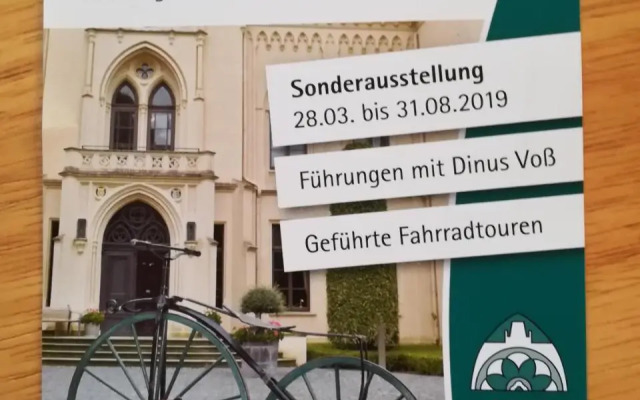 Sonderausstellung
28.03. bis 31.08.2019
Führungen mit Dinus Voß
Geführte Fahrradtouren